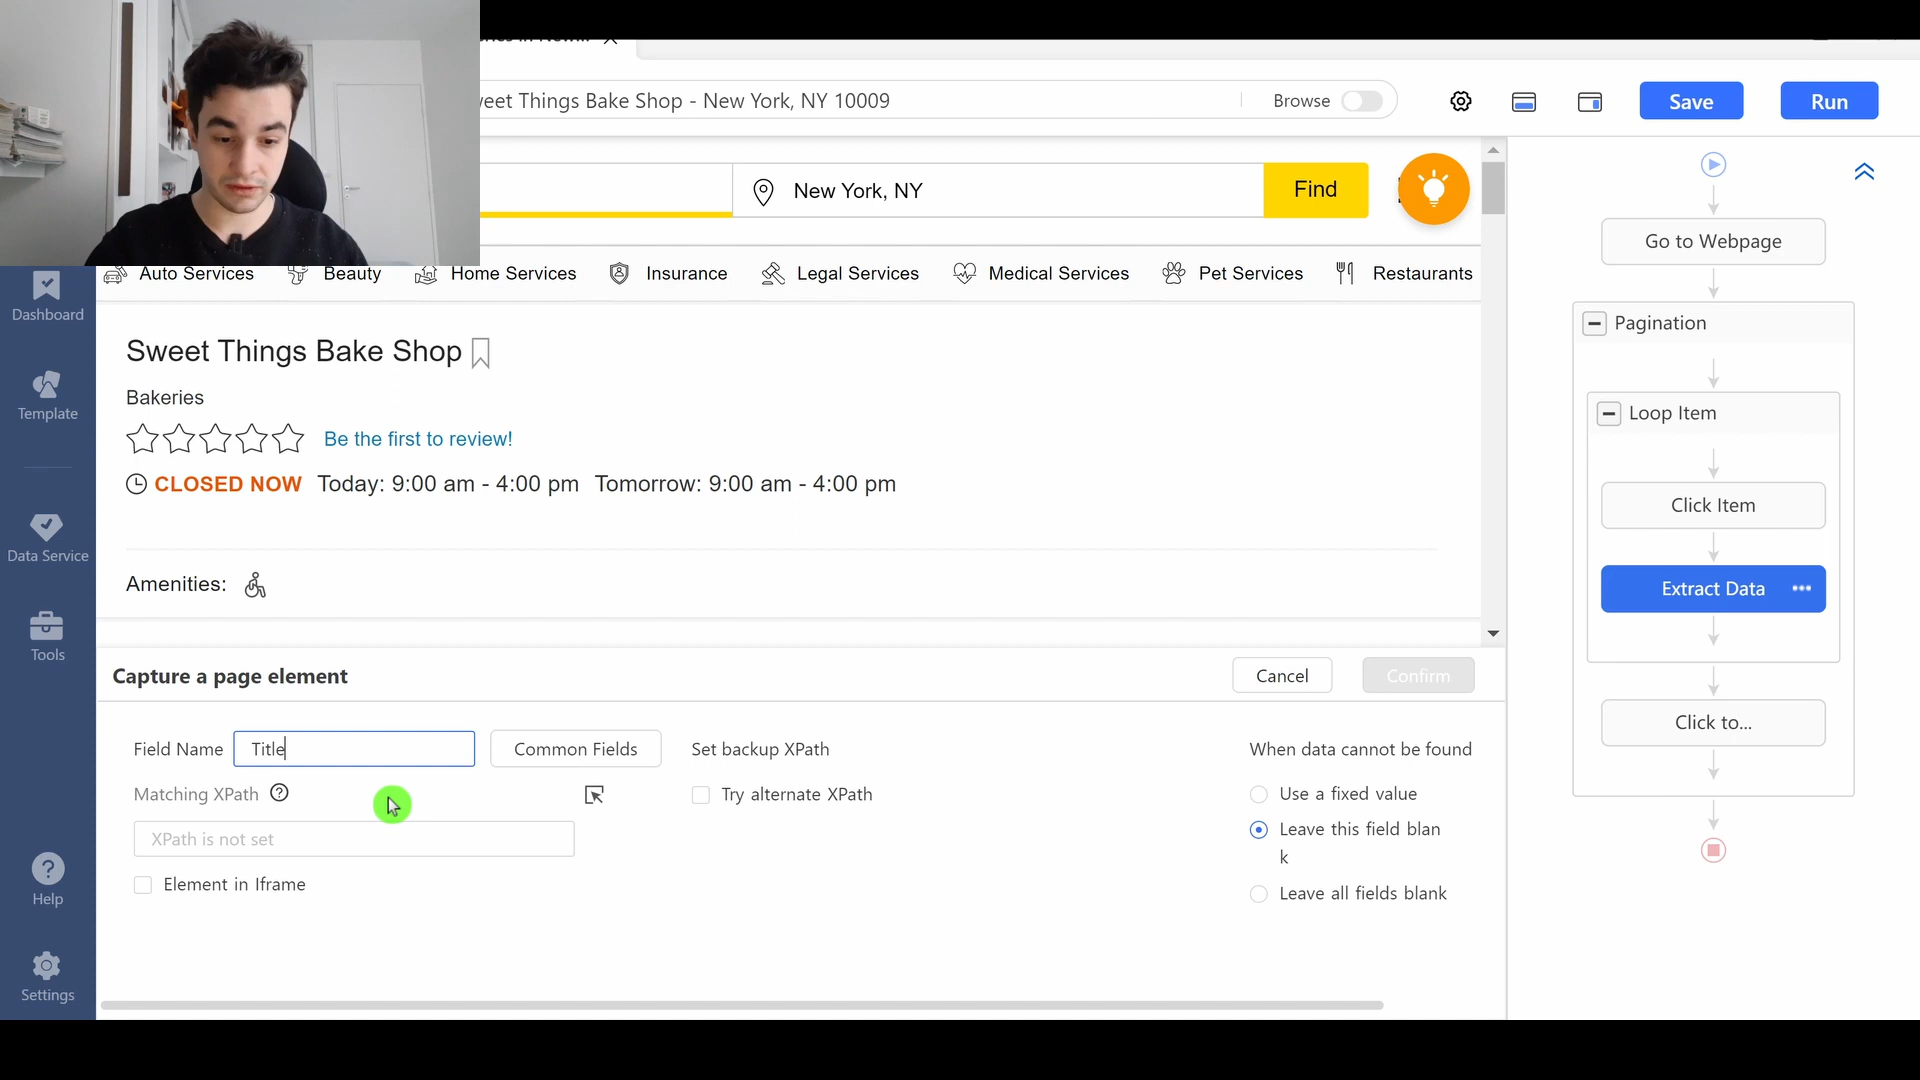 weet Things Bake Shop - New York, NY 10009
Browse
Save
Run
New York, NY
Find
Auto Services
Beauty
Home Services
Insurance
Legal Services
Medical Services
Pet Services
Restaurants
Sweet Things Bake Shop
Bakeries
Be the first to review!
CLOSED NOW Today: 9:00 am - 4:00 pm Tomorrow: 9:00 am - 4:00 pm
Amenities:
Dashboard
Template
Data Service
Tools
Help
Settings
Capture a page element
Cancel
Confirm
Field Name
Title
Common Fields
Set backup XPath
When data cannot be found
Matching XPath
Try alternate XPath
Use a fixed value
XPath is not set
Leave this field blan
k
Element in Iframe
Leave all fields blank
Go to Webpage
Pagination
Loop Item
Click Item
Extract Data
Click to...